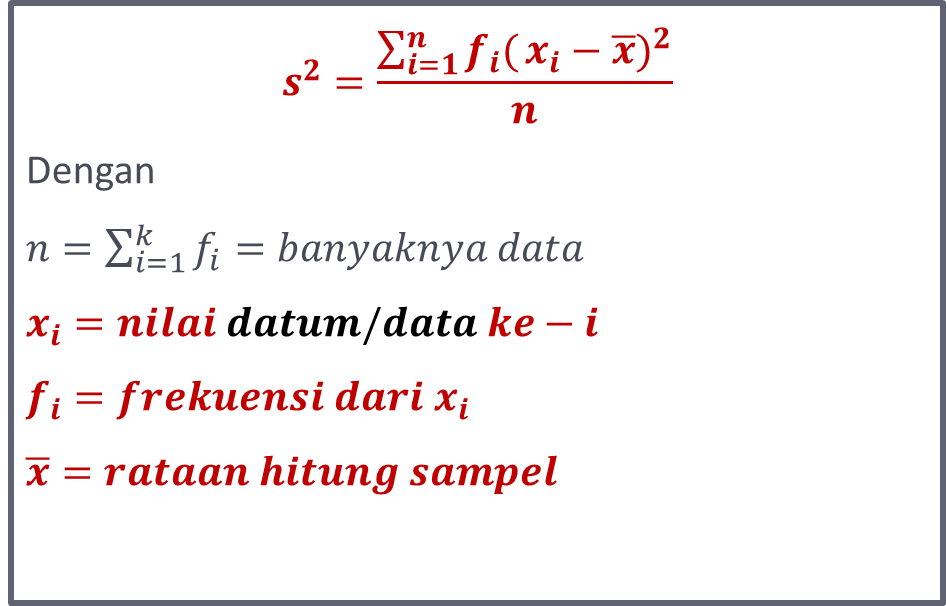 s² = ∑ⁿᵢ₌₁ fᵢ( xᵢ − x̅)² / n
Dengan
n = ∑ᵏᵢ₌₁ fᵢ = banyaknya data
xᵢ = nilai datum/data ke − i
fᵢ = frekuensi dari xᵢ
x̅ = rataan hitung sampel